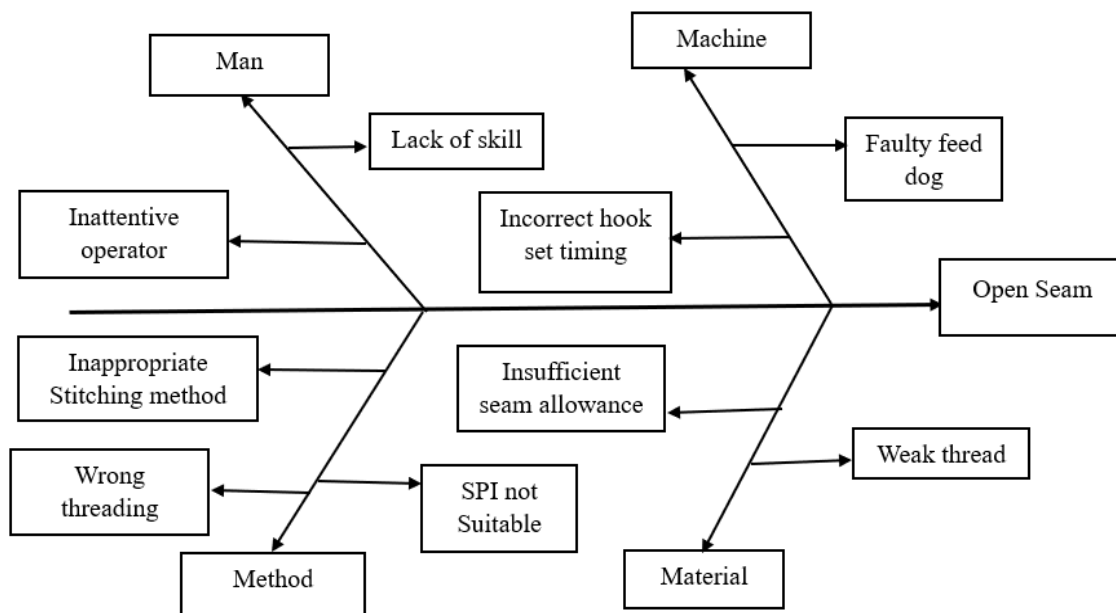 Man
Machine
Lack of skill
Faulty feed
dog
Inattentive
operator
Incorrect hook
set timing
Open Seam
Inappropriate
Stitching method
Insufficient
seam allowance
Wrong
threading
SPI not
Suitable
Weak thread
Method
Material